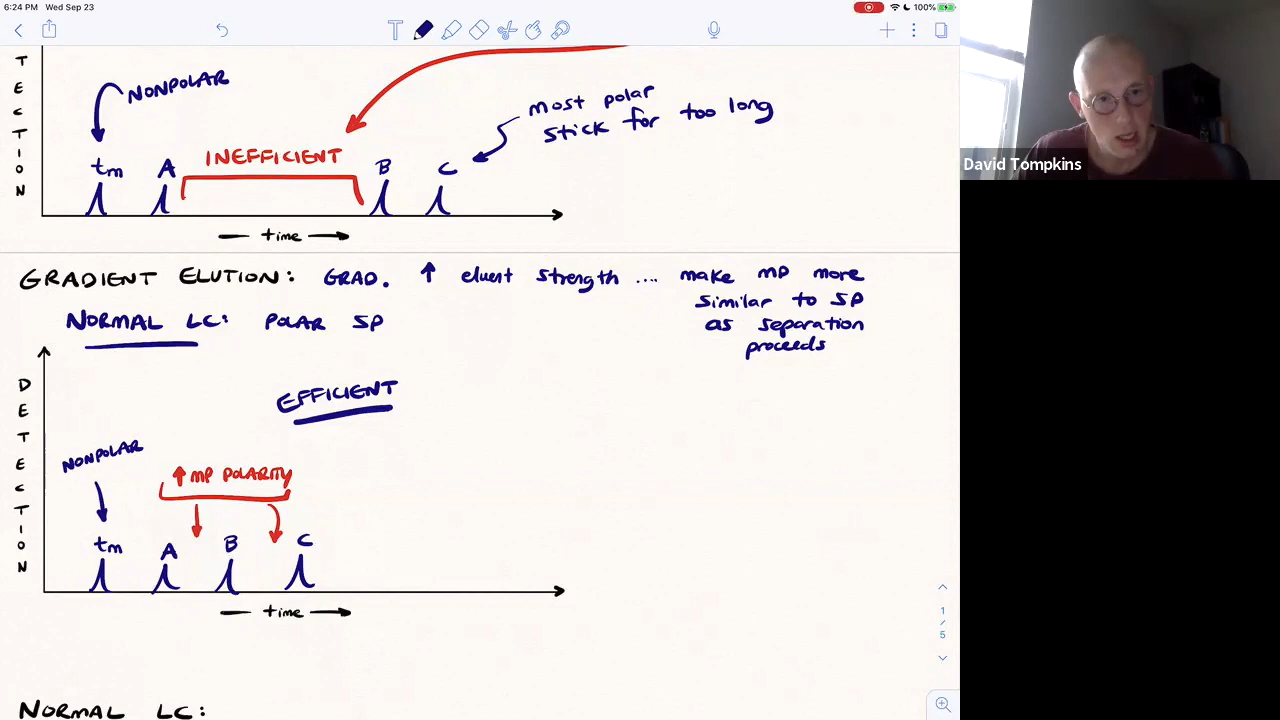 6:24 PM Wed Sep 23
100%
T
E
C
T
I
O
N
NONPOLAR
most polar
stick for too long
INEFFICIENT
tm A B C
time
GRADIENT ELUTION: GRAD. ↑ eluent strength .... make MP more
similar to SP
as separation
proceeds
NORMAL LC: POLAR SP
D
E
T
E
C
T
I
O
N
EFFICIENT
NONPOLAR
↑ MP POLARITY
tm A B C
time
NORMAL LC:
1
/
5
David Tompkins